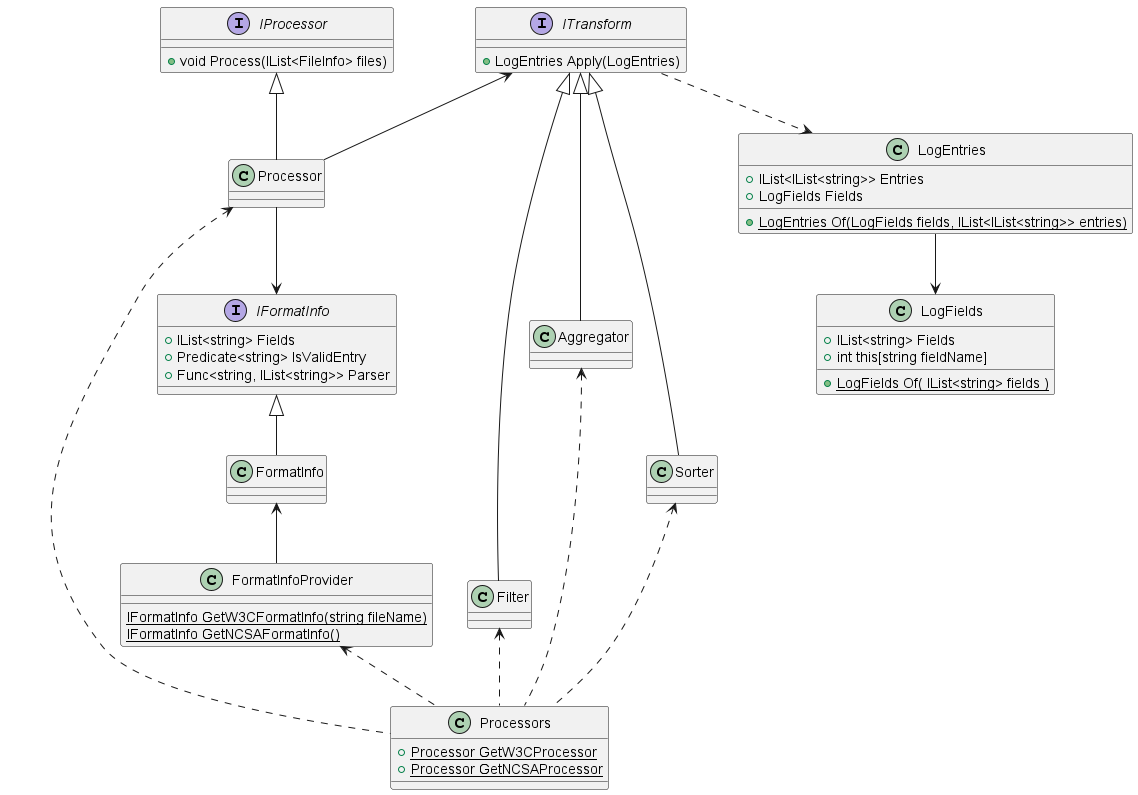 I IProcessor
void Process(IList<FileInfo> files)
I ITransform
LogEntries Apply(LogEntries)
C Processor
C LogEntries
IList<IList<string>> Entries
LogFields Fields
LogEntries Of(LogFields fields, IList<IList<string>> entries)
I IFormatInfo
IList<string> Fields
Predicate<string> IsValidEntry
Func<string, IList<string>> Parser
C Aggregator
C LogFields
IList<string> Fields
int this[string fieldName]
LogFields Of( IList<string> fields )
C FormatInfo
C Sorter
C FormatInfoProvider
IFormatInfo GetW3CFormatInfo(string fileName)
IFormatInfo GetNCSAFormatInfo()
C Filter
C Processors
Processor GetW3CProcessor
Processor GetNCSAProcessor